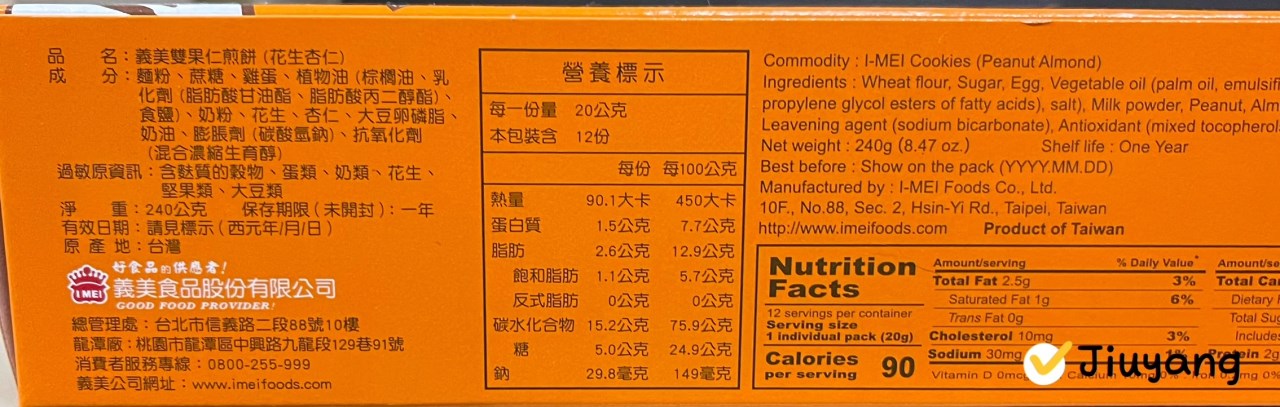 品 名：義美雙果仁煎餅 (花生杏仁)
成 分：麵粉、蔗糖、雞蛋、植物油 (棕櫚油、乳
化劑 (脂肪酸甘油酯、脂肪酸丙二醇酯)、
食鹽)、奶粉、花生、杏仁、大豆卵磷脂、
奶油、膨脹劑 (碳酸氫鈉)、抗氧化劑
(混合濃縮生育醇)
過敏原資訊：含麩質的穀物、蛋類、奶類、花生、
堅果類、大豆類
淨 重：240公克 保存期限 (未開封)：一年
有效日期：請見標示 (西元年/月/日)
原 產 地：台灣
好食品的供應者!
I MEI 義美食品股份有限公司
GOOD FOOD PROVIDER!
總管理處：台北市信義路二段88號10樓
龍潭廠：桃園市龍潭區中興路九龍段129巷91號
消費者服務專線：0800-255-999
義美公司網址：www.imeifoods.com
營養標示
每一份量 20公克
本包裝含 12份
每份 每100公克
熱量 90.1大卡 450大卡
蛋白質 1.5公克 7.7公克
脂肪 2.6公克 12.9公克
飽和脂肪 1.1公克 5.7公克
反式脂肪 0公克 0公克
碳水化合物 15.2公克 75.9公克
糖 5.0公克 24.9公克
鈉 29.8毫克 149毫克
Commodity : I-MEI Cookies (Peanut Almond)
Ingredients : Wheat flour, Sugar, Egg, Vegetable oil (palm oil, emulsifi
propylene glycol esters of fatty acids), salt), Milk powder, Peanut, Alm
Leavening agent (sodium bicarbonate), Antioxidant (mixed tocopherol
Net weight : 240g (8.47 oz.) Shelf life : One Year
Best before : Show on the pack (YYYY.MM.DD)
Manufactured by : I-MEI Foods Co., Ltd.
10F., No.88, Sec. 2, Hsin-Yi Rd., Taipei, Taiwan
http://www.imeifoods.com Product of Taiwan
Nutrition
Facts
12 servings per container
Serving size
1 individual pack (20g)
Calories 90
per serving
Amount/serving % Daily Value*
Total Fat 2.5g 3%
Saturated Fat 1g 6%
Trans Fat 0g
Cholesterol 10mg 3%
Sodium 30mg 1%
Amount/se
Total Car
Dietary
Total Sug
Includes
Protein 2g
Vitamin D 0mcg
Jiuyang